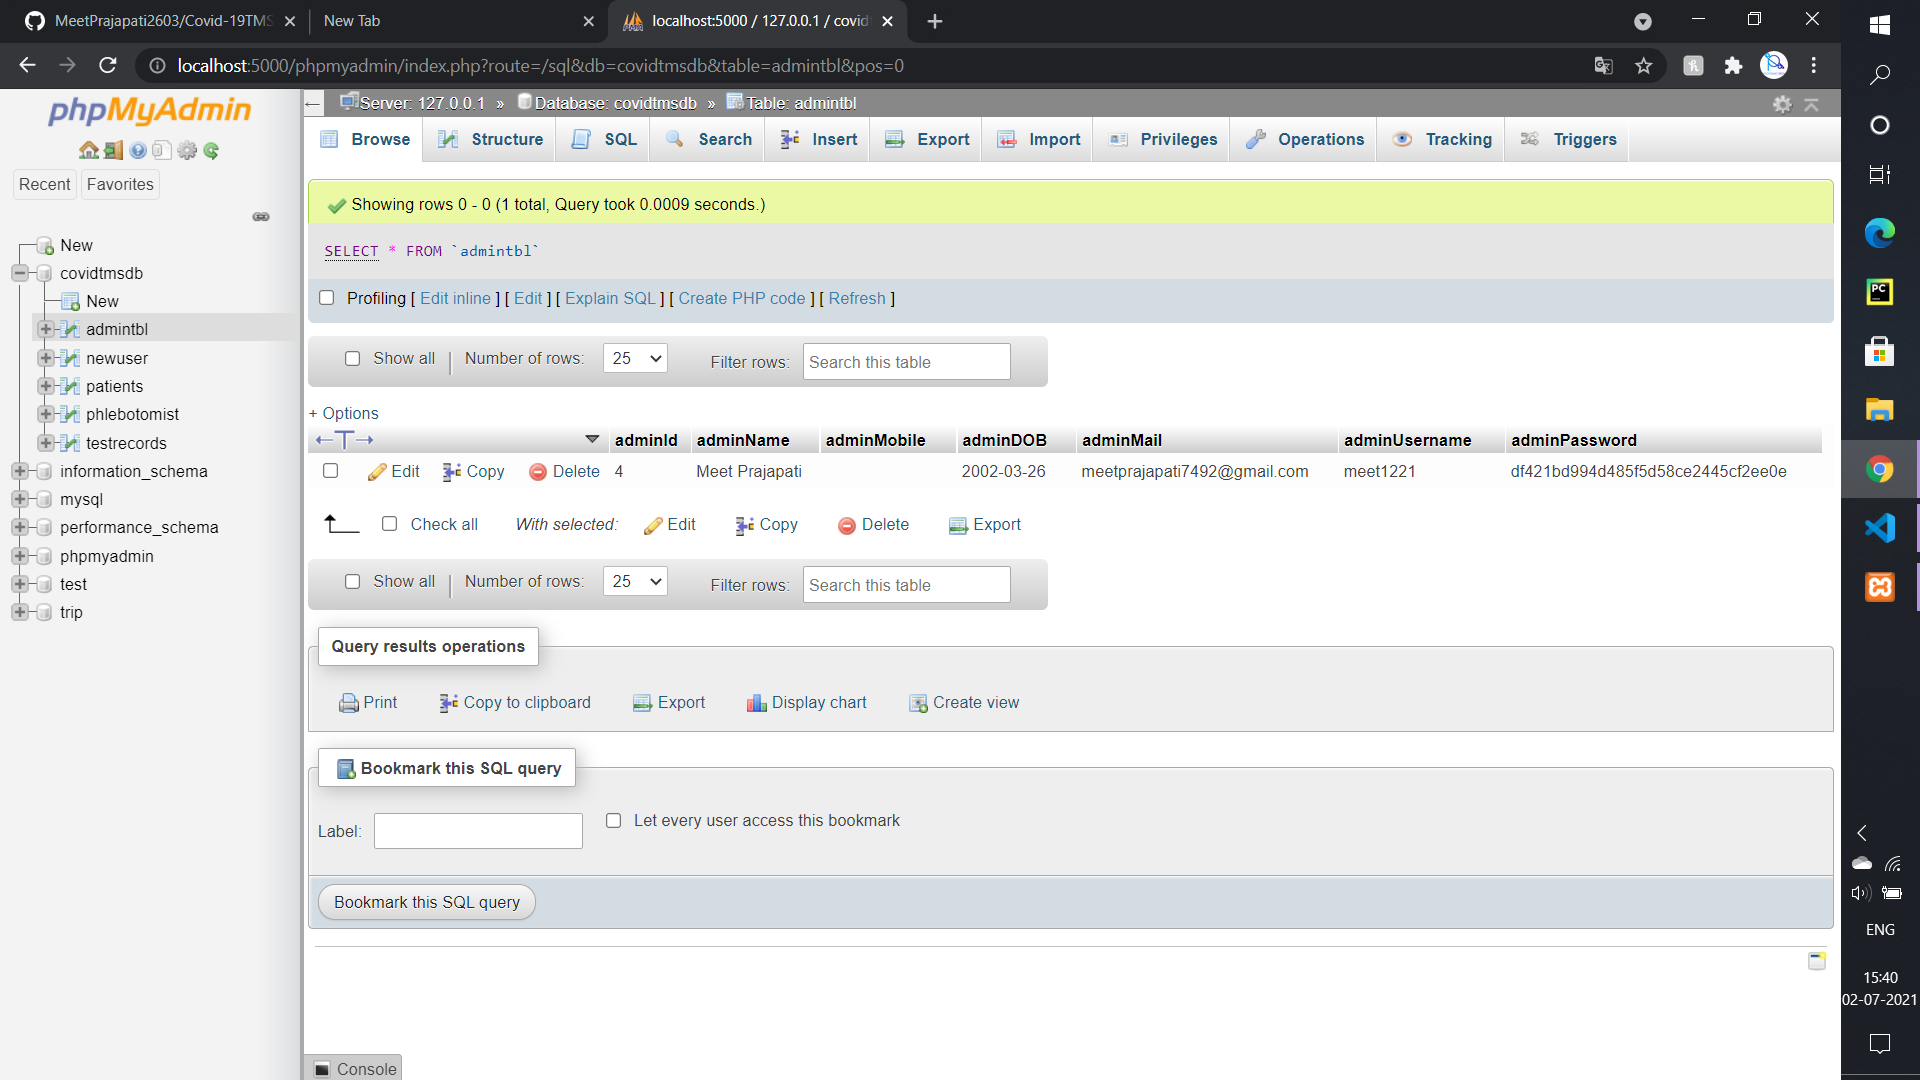 MeetPrajapati2603/Covid-19TMS
New Tab
localhost:5000 / 127.0.0.1 / covid
localhost:5000/phpmyadmin/index.php?route=/sql&db=covidtmsdb&table=admintbl&pos=0
phpMyAdmin
Recent
Favorites
New
covidtmsdb
New
admintbl
newuser
patients
phlebotomist
testrecords
information_schema
mysql
performance_schema
phpmyadmin
test
trip
Server: 127.0.0.1 » Database: covidtmsdb » Table: admintbl
Browse Structure SQL Search Insert Export Import Privileges Operations Tracking Triggers
Showing rows 0 - 0 (1 total, Query took 0.0009 seconds.)
SELECT * FROM `admintbl`
Profiling [ Edit inline ] [ Edit ] [ Explain SQL ] [ Create PHP code ] [ Refresh ]
Show all | Number of rows: 25 Filter rows: Search this table
+ Options
←T→ adminId adminName adminMobile adminDOB adminMail adminUsername adminPassword
Edit Copy Delete 4 Meet Prajapati 2002-03-26 meetprajapati7492@gmail.com meet1221 df421bd994d485f5d58ce2445cf2ee0e
Check all With selected: Edit Copy Delete Export
Show all | Number of rows: 25 Filter rows: Search this table
Query results operations
Print Copy to clipboard Export Display chart Create view
Bookmark this SQL query
Label: Let every user access this bookmark
Bookmark this SQL query
Console
PC
ENG
15:40
02-07-2021